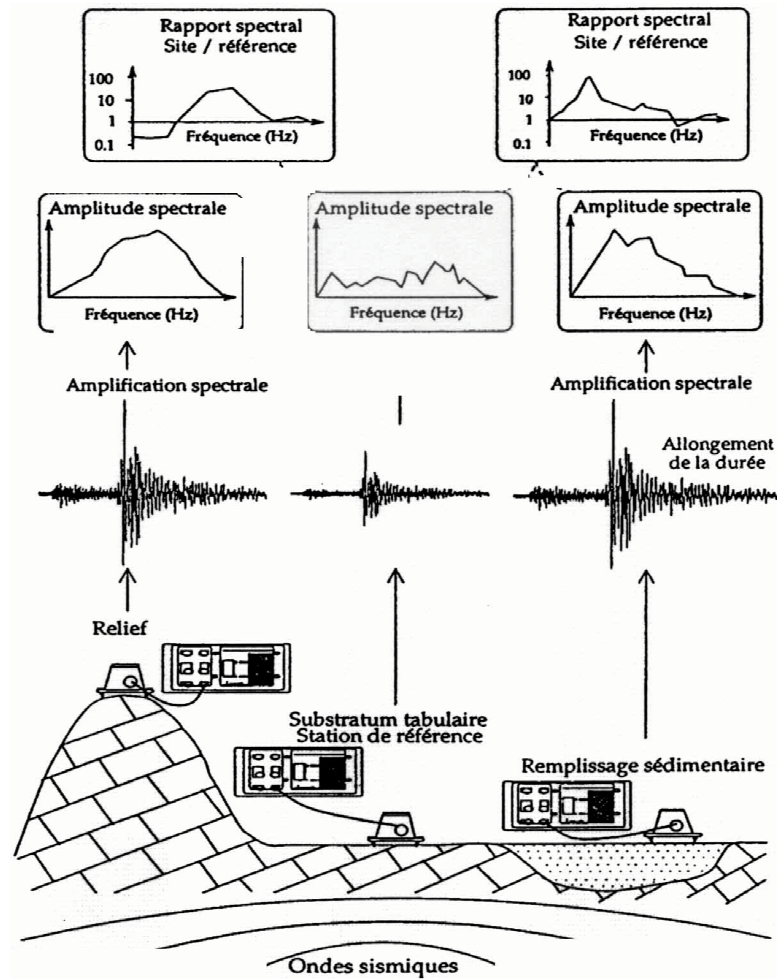 Rapport spectral
Site / référence
100
10
1
0.1
Fréquence (Hz)
Rapport spectral
Site / référence
100
10
1
0.1
Fréquence (Hz)
Amplitude spectrale
Fréquence (Hz)
Amplitude spectrale
Fréquence (Hz)
Amplitude spectrale
Fréquence (Hz)
Amplification spectrale
Amplification spectrale
Allongement
de la durée
Relief
Substratum tabulaire
Station de référence
Remplissage sédimentaire
Ondes sismiques